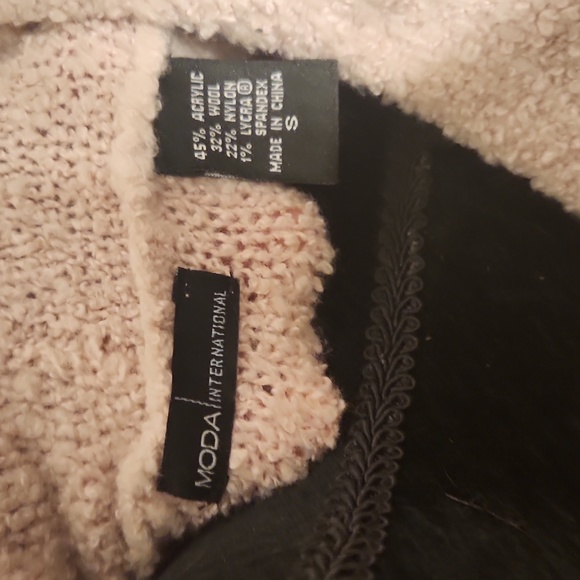 45% ACRYLIC
32% WOOL
22% NYLON
1% LYCRA®
SPANDEX
MADE IN CHINA
S
MODA INTERNATIONAL